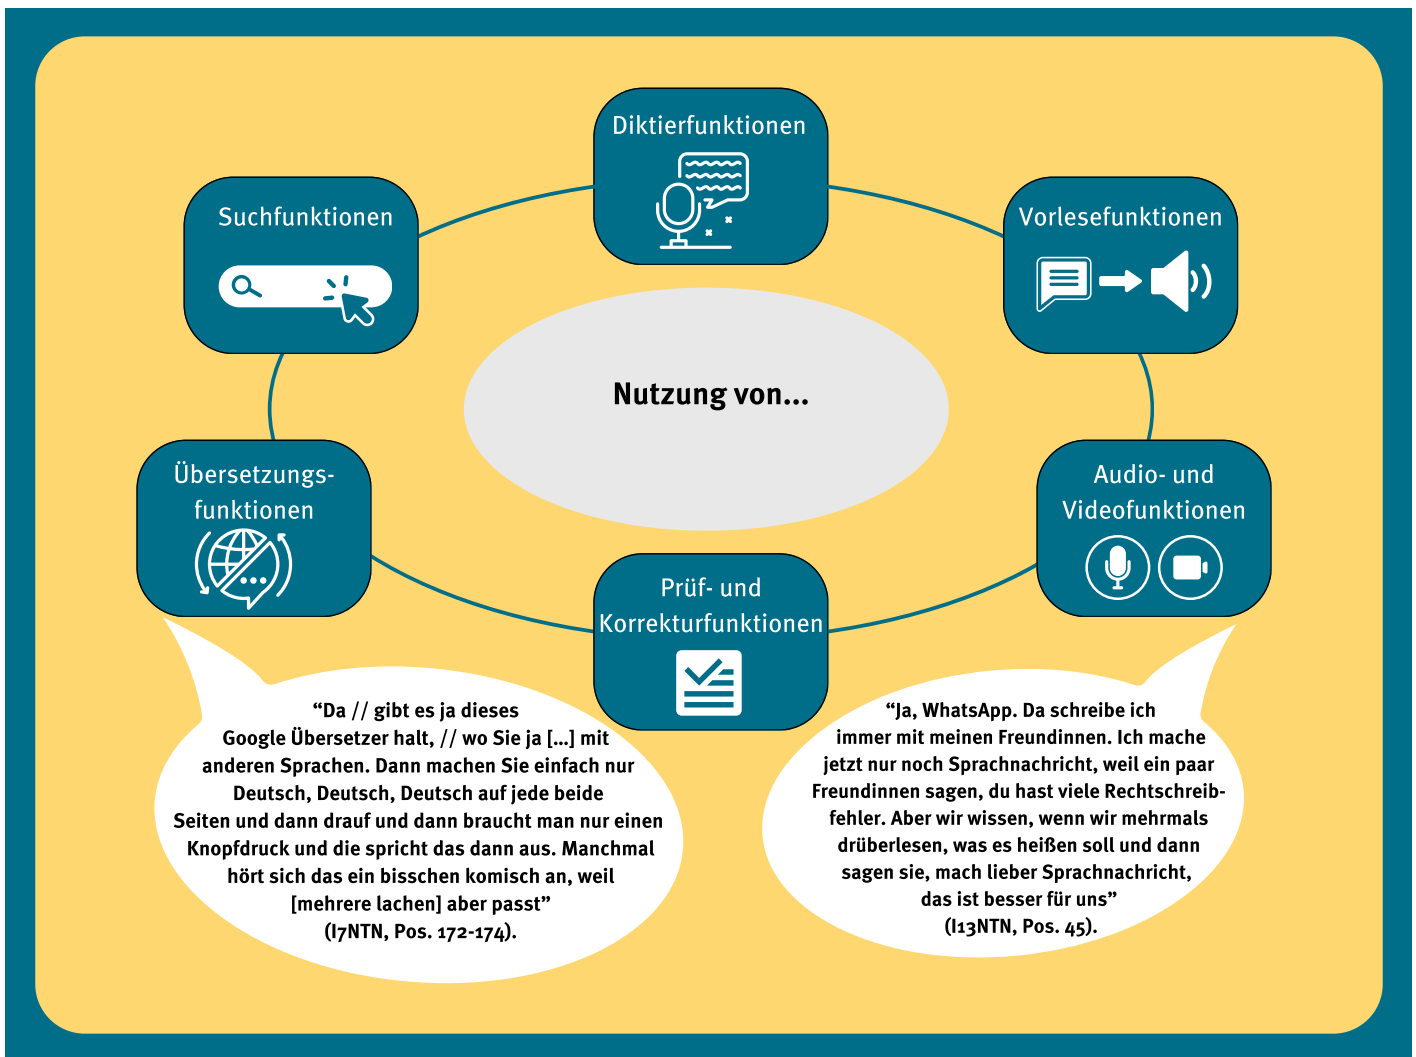 Diktierfunktionen
Suchfunktionen
Vorlesefunktionen
Nutzung von...
Übersetzungs-
funktionen
Audio- und
Videofunktionen
Prüf- und
Korrekturfunktionen
“Da // gibt es ja dieses
Google Übersetzer halt, // wo Sie ja [...] mit
anderen Sprachen. Dann machen Sie einfach nur
Deutsch, Deutsch, Deutsch auf jede beide
Seiten und dann drauf und dann braucht man nur einen
Knopfdruck und die spricht das dann aus. Manchmal
hört sich das ein bisschen komisch an, weil
[mehrere lachen] aber passt”
(I7NTN, Pos. 172-174).
“Ja, WhatsApp. Da schreibe ich
immer mit meinen Freundinnen. Ich mache
jetzt nur noch Sprachnachricht, weil ein paar
Freundinnen sagen, du hast viele Rechtschreib-
fehler. Aber wir wissen, wenn wir mehrmals
drüberlesen, was es heißen soll und dann
sagen sie, mach lieber Sprachnachricht,
das ist besser für uns”
(I13NTN, Pos. 45).